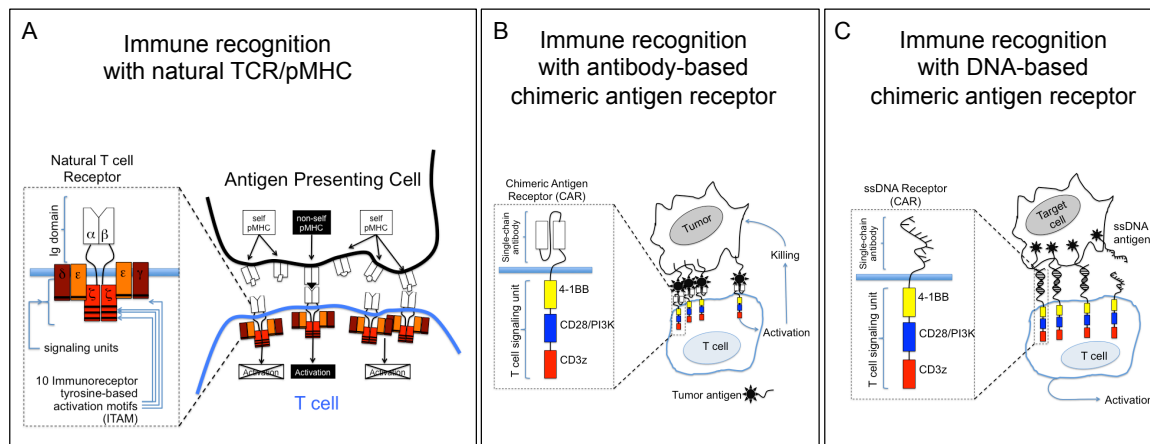 A
Immune recognition
with natural TCR/pMHC
Natural T cell
Receptor
Ig domain
α
β
δ
ε
ε
γ
ζ
ζ
signaling units
10 Immunoreceptor
tyrosine-based
activation motifs
(ITAM)
Antigen Presenting Cell
self
pMHC
non-self
pMHC
self
pMHC
Activation
Activation
Activation
T cell
B
Immune recognition
with antibody-based
chimeric antigen receptor
Chimeric Antigen
Receptor (CAR)
Single-chain
antibody
T cell signaling unit
4-1BB
CD28/PI3K
CD3z
Tumor
Killing
Activation
T cell
Tumor antigen
C
Immune recognition
with DNA-based
chimeric antigen receptor
ssDNA Receptor
(CAR)
Single-chain
antibody
T cell signaling unit
4-1BB
CD28/PI3K
CD3z
Target
cell
ssDNA
antigen
T cell
Activation